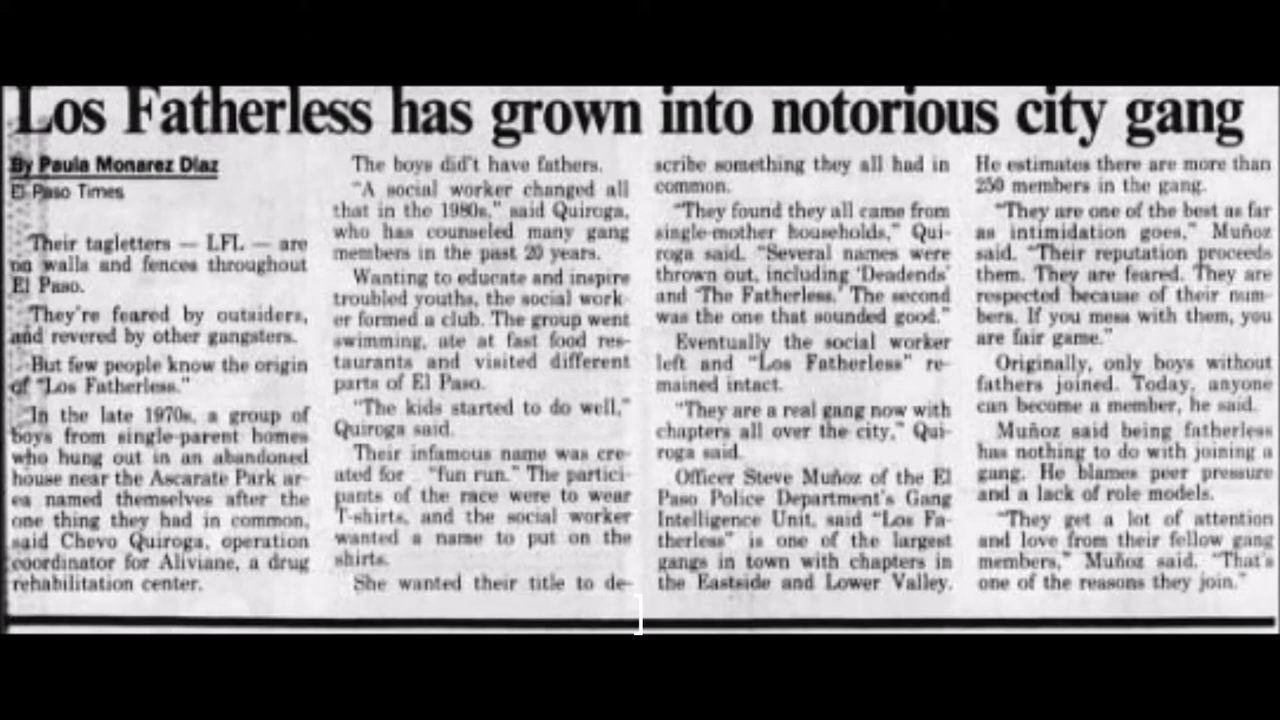 Los Fatherless has grown into notorious city gang
By Paula Monarez Diaz
El Paso Times
Their tagletters — LFL — are
on walls and fences throughout
El Paso.
They're feared by outsiders,
and revered by other gangsters.
But few people know the origin
of "Los Fatherless."
In the late 1970s, a group of
boys from single-parent homes
who hung out in an abandoned
house near the Ascarate Park ar-
ea named themselves after the
one thing they had in common,
said Chevo Quiroga, operation
coordinator for Aliviane, a drug
rehabilitation center.
The boys did't have fathers.
"A social worker changed all
that in the 1980s," said Quiroga,
who has counseled many gang
members in the past 20 years.
Wanting to educate and inspire
troubled youths, the social work-
er formed a club. The group went
swimming, ate at fast food res-
taurants and visited different
parts of El Paso.
"The kids started to do well,"
Quiroga said.
Their infamous name was cre-
ated for "fun run." The partici-
pants of the race were to wear
T-shirts, and the social worker
wanted a name to put on the
shirts.
She wanted their title to de-
scribe something they all had in
common.
"They found they all came from
single-mother households," Qui-
roga said. "Several names were
thrown out, including 'Deadends'
and 'The Fatherless.' The second
was the one that sounded good."
Eventually the social worker
left and "Los Fatherless" re-
mained intact.
"They are a real gang now with
chapters all over the city," Qui-
roga said.
Officer Steve Muñoz of the El
Paso Police Department's Gang
Intelligence Unit, said "Los Fa-
therless" is one of the largest
gangs in town with chapters in
the Eastside and Lower Valley.
He estimates there are more than
250 members in the gang.
"They are one of the best as far
as intimidation goes," Muñoz
said. "Their reputation proceeds
them. They are feared. They are
respected because of their num-
bers. If you mess with them, you
are fair game."
Originally, only boys without
fathers joined. Today, anyone
can become a member, he said.
Muñoz said being fatherless
has nothing to do with joining a
gang. He blames peer pressure
and a lack of role models.
"They get a lot of attention
and love from their fellow gang
members," Muñoz said. "That's
one of the reasons they join."